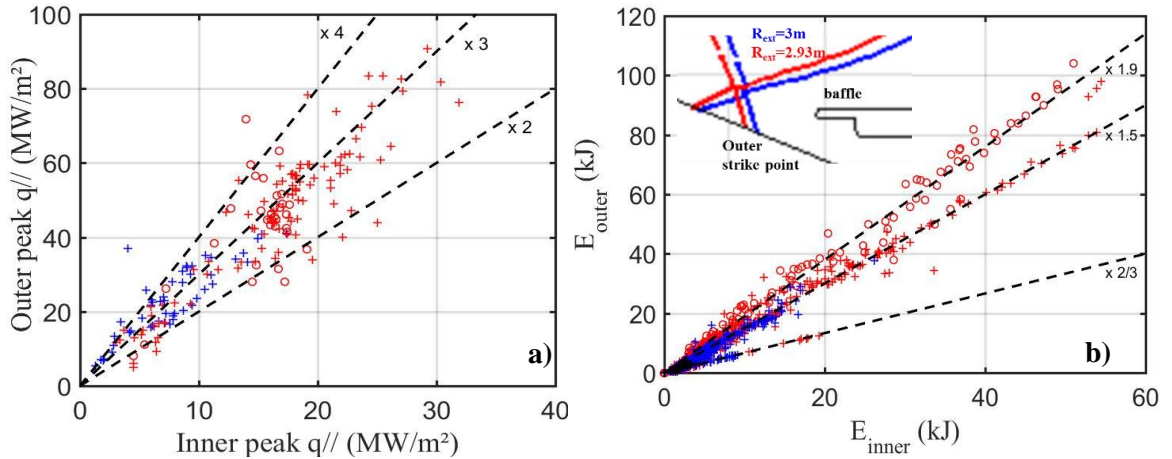 Outer peak q// (MW/m²)
100
80
60
40
20
0
x 4
x 3
x 2
a)
0
10
20
30
40
Inner peak q// (MW/m²)
E_outer (kJ)
120
100
80
60
40
20
0
R_ext=3m
R_ext=2.93m
baffle
Outer
strike point
x 1.9
x 1.5
x 2/3
b)
0
20
40
60
E_inner (kJ)